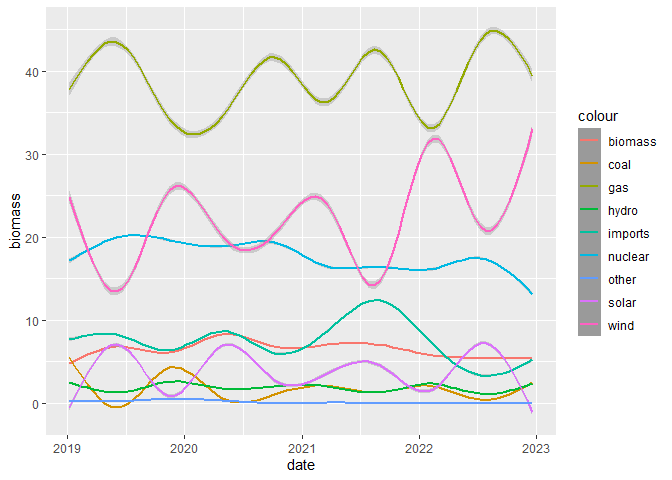 40
30
20
10
0
biomass
2019 2020 2021 2022 2023
date
colour
biomass
coal
gas
hydro
imports
nuclear
other
solar
wind